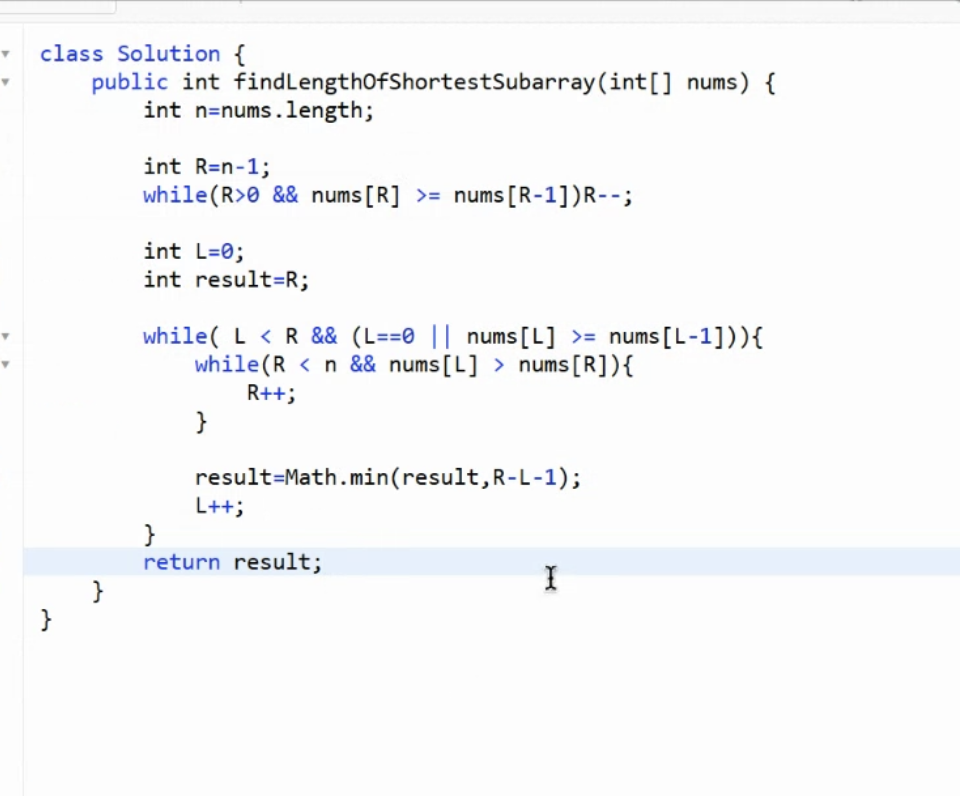 class Solution {
public int findLengthOfShortestSubarray(int[] nums) {
int n=nums.length;
int R=n-1;
while(R>0 && nums[R] >= nums[R-1])R--;
int L=0;
int result=R;
while( L < R && (L==0 || nums[L] >= nums[L-1])){
while(R < n && nums[L] > nums[R]){
R++;
}
result=Math.min(result,R-L-1);
L++;
}
return result;
}
}